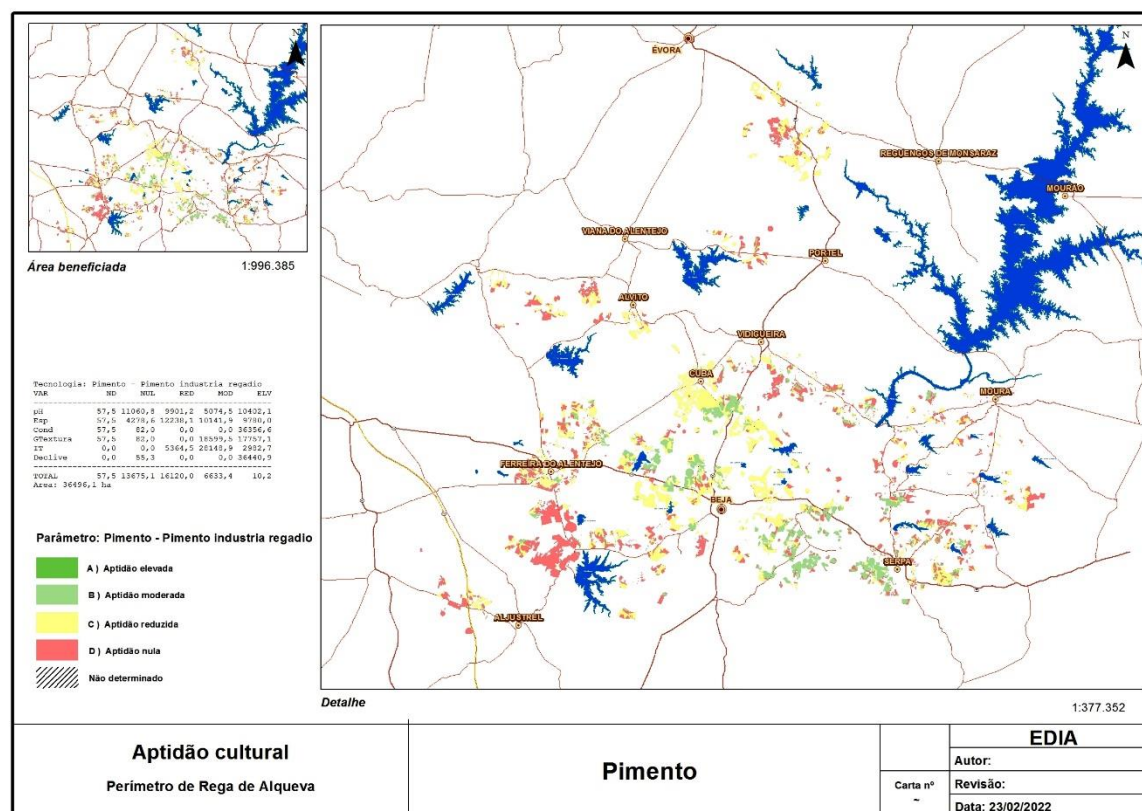 N
Área beneficiada
1:996.385
Tecnologia: Pimento - Pimento industria regadio
VAR ND NUL RED MOD ELV
pH 57,5 11060,8 9901,2 5074,5 10402,1
Esp 57,5 4278,6 12238,1 10141,9 9780,0
Cond 57,5 82,0 0,0 0,0 36356,6
GTextura 57,5 82,0 0,0 18599,5 17757,1
IT 0,0 0,0 5364,5 28148,9 2982,7
Declive 0,0 55,3 0,0 36440,9
TOTAL 57,5 13675,1 16120,0 6633,4 10,2
Area: 36496,1 ha
Parâmetro: Pimento - Pimento industria regadio
A ) Aptidão elevada
B ) Aptidão moderada
C ) Aptidão reduzida
D ) Aptidão nula
Não determinado
N
ÉVORA
REGUENGOS DE MONSARAZ
MOURÃO
VIANA DO ALENTEJO
PORTEL
ALVITO
VIDIGUEIRA
CUBA
MOURA
FERREIRA DO ALENTEJO
BEJA
SERPA
ALJUSTREL
Detalhe
1:377.352
Aptidão cultural
Perímetro de Rega de Alqueva
Pimento
Carta nº
~
EDIA
Autor:
Revisão:
Data: 23/02/2022